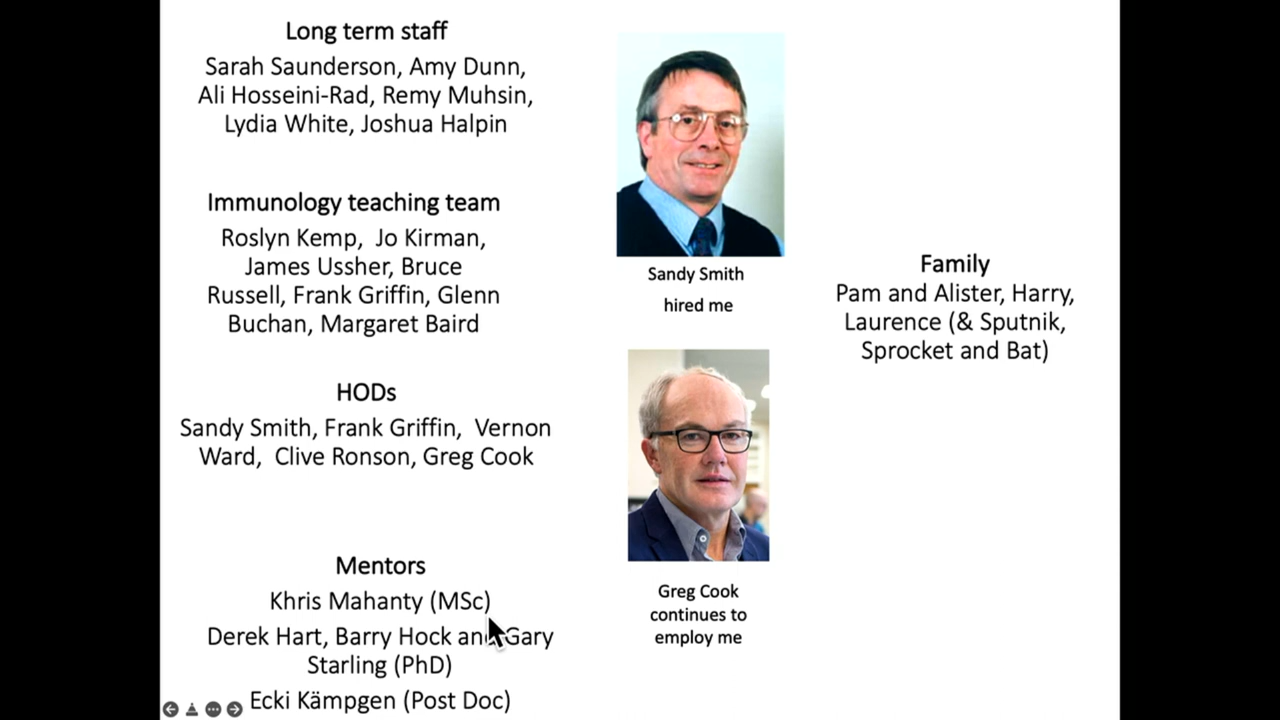 Long term staff
Sarah Saunderson, Amy Dunn,
Ali Hosseini-Rad, Remy Muhsin,
Lydia White, Joshua Halpin
Immunology teaching team
Roslyn Kemp, Jo Kirman,
James Ussher, Bruce
Russell, Frank Griffin, Glenn
Buchan, Margaret Baird
HODs
Sandy Smith, Frank Griffin, Vernon
Ward, Clive Ronson, Greg Cook
Mentors
Khris Mahanty (MSc)
Derek Hart, Barry Hock and Gary
Starling (PhD)
Ecki Kämpgen (Post Doc)
Sandy Smith
hired me
Greg Cook
continues to
employ me
Family
Pam and Alister, Harry,
Laurence (& Sputnik,
Sprocket and Bat)